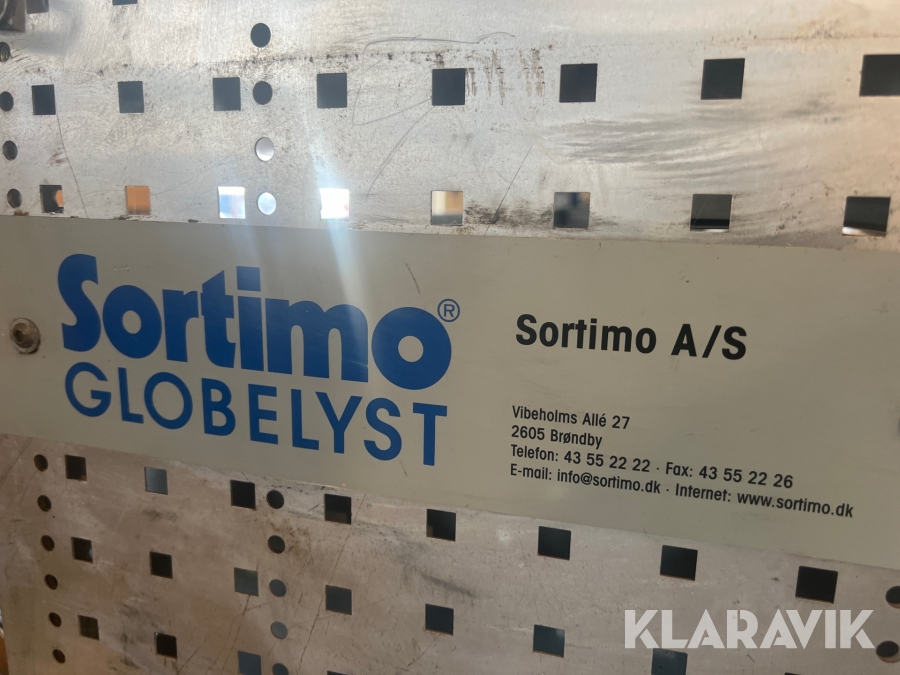 Sortimo®
GLOBELYST
Sortimo A/S
Vibeholms Allé 27
2605 Brøndby
Telefon: 43 55 22 22 · Fax: 43 55 22 26
E-mail: info@sortimo.dk · Internet: www.sortimo.dk
KLARAVIK